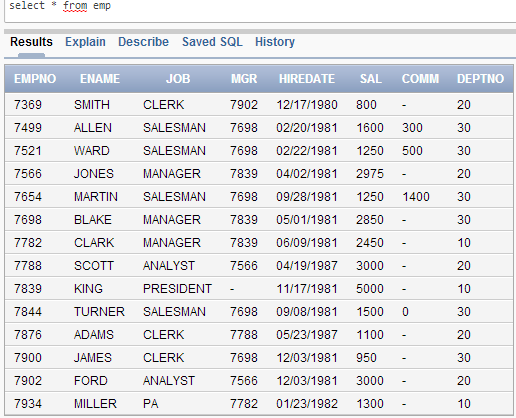 select * from emp
Results Explain Describe Saved SQL History
EMPNO ENAME JOB MGR HIREDATE SAL COMM DEPTNO
7369 SMITH CLERK 7902 12/17/1980 800 - 20
7499 ALLEN SALESMAN 7698 02/20/1981 1600 300 30
7521 WARD SALESMAN 7698 02/22/1981 1250 500 30
7566 JONES MANAGER 7839 04/02/1981 2975 - 20
7654 MARTIN SALESMAN 7698 09/28/1981 1250 1400 30
7698 BLAKE MANAGER 7839 05/01/1981 2850 - 30
7782 CLARK MANAGER 7839 06/09/1981 2450 - 10
7788 SCOTT ANALYST 7566 04/19/1987 3000 - 20
7839 KING PRESIDENT - 11/17/1981 5000 - 10
7844 TURNER SALESMAN 7698 09/08/1981 1500 0 30
7876 ADAMS CLERK 7788 05/23/1987 1100 - 20
7900 JAMES CLERK 7698 12/03/1981 950 - 30
7902 FORD ANALYST 7566 12/03/1981 3000 - 20
7934 MILLER PA 7782 01/23/1982 1300 - 10